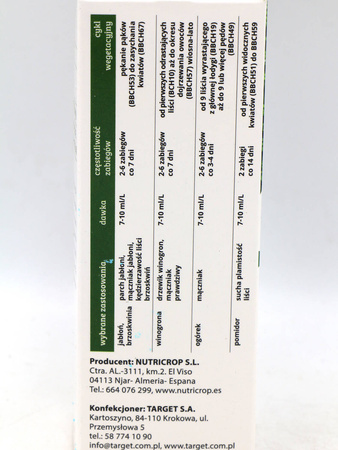 wybrane zastosowania
dawka
częstotliwość
zabiegów
cykl
wegetacyjny
jabłoń,
brzoskwinia
parch jabłoni,
mączniak jabłoni,
kędzierzawość liści
brzoskwiń
7-10 ml/L
2-6 zabiegów
co 7 dni
pękanie pąków
(BBCH53) do zasychania
kwiatów (BBCH67)
winogrona
drzewik winogron,
mączniak
prawdziwy
7-10 ml/L
2-6 zabiegów
co 7 dni
od pierwszych odrastających
liści (BCH10) aż do okresu
dojrzewania owoców
(BBCH57) wiosna-lato
ogórek
mączniak
7-10 ml/L
2-6 zabiegów
co 3-4 dni
od 9 liścia wyrastającego
z głównej łodygi (BBCH19)
aż do 9 lub więcej pędów
(BBCH49)
pomidor
sucha plamistość
liści
7-10 ml/L
2 zabiegi
co 14 dni
od pierwszych widocznych
kwiatów (BBCH51) do BBCH59
Producent: NUTRICROP S.L.
Ctra. AL.-3111, km.2. El Viso
04113 Njar- Almeria- Espana
Tel.: 664 076 299, www.nutricrop.es
Konfekcjoner: TARGET S.A.
Kartoszyno, 84-110 Krokowa, ul.
Przemysłowa 5
tel.: 58 774 10 90
info@target.com.pl, www.target.com.pl